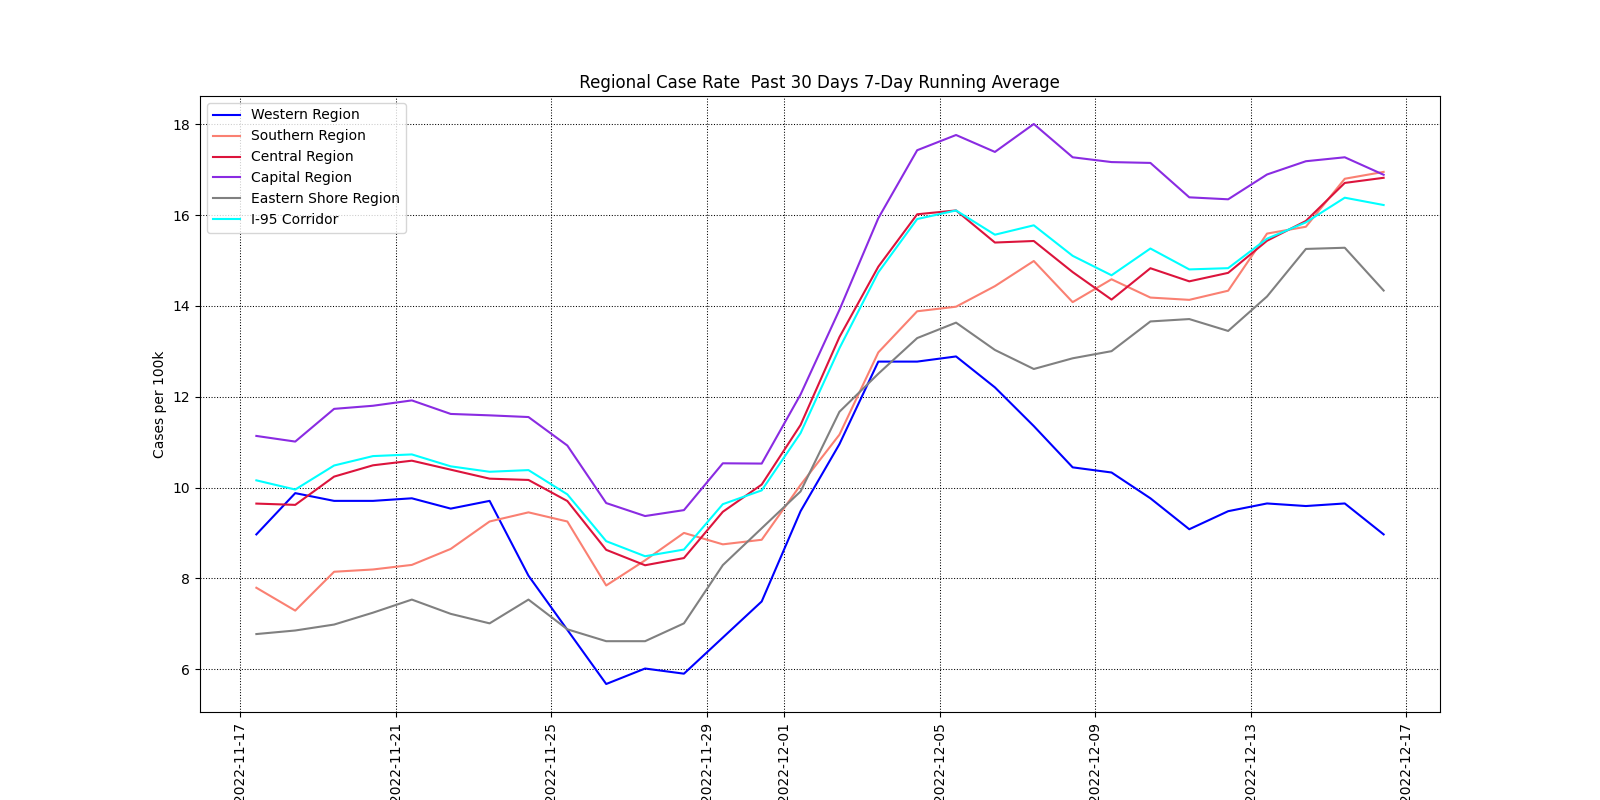 Regional Case Rate  Past 30 Days 7-Day Running Average
Western Region
Southern Region
Central Region
Capital Region
Eastern Shore Region
I-95 Corridor
Cases per 100k
18
16
14
12
10
8
6
2022-11-17
2022-11-21
2022-11-25
2022-11-29
2022-12-01
2022-12-05
2022-12-09
2022-12-13
2022-12-17